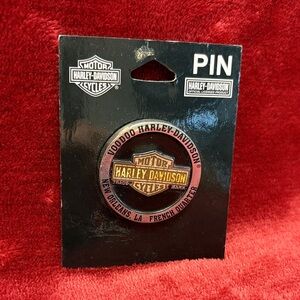 MOTOR
HARLEY-DAVIDSON
CYCLES
PIN
HARLEY-DAVIDSON
VOODOO HARLEY-DAVIDSON
MOTOR
HARLEY-DAVIDSON
CYCLES
NEW ORLEANS, LA FRENCH QUARTER